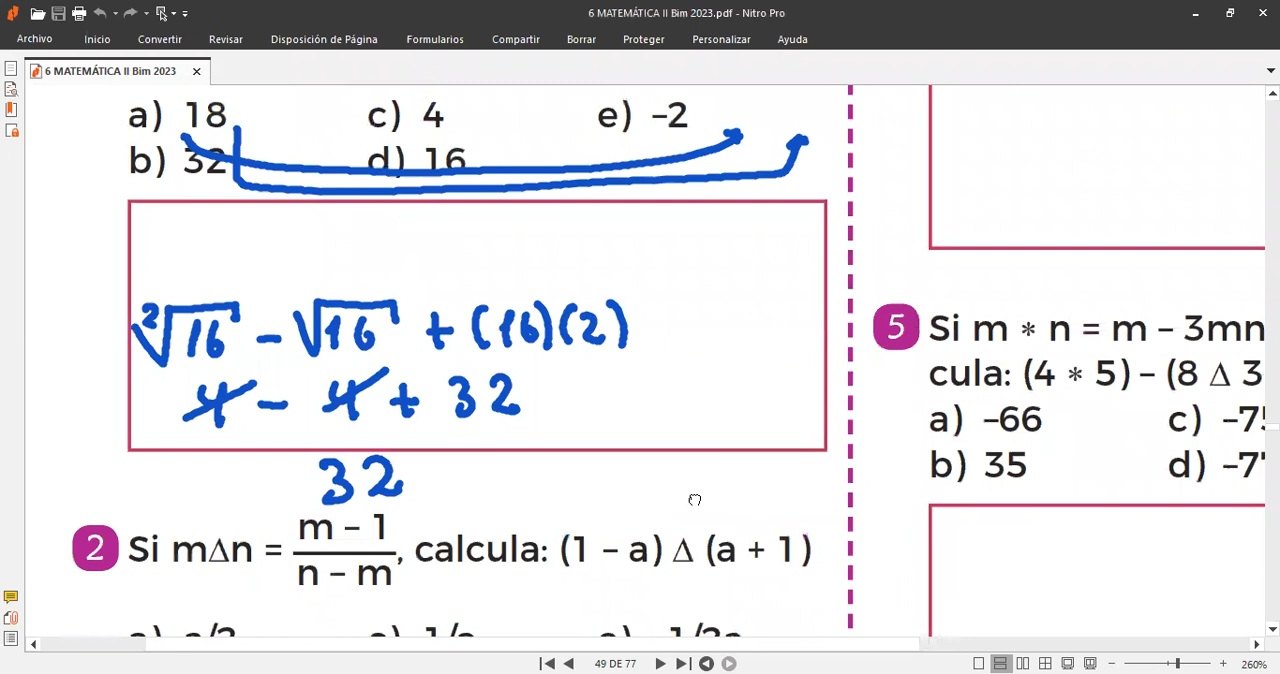 6 MATEMÁTICA II Bim 2023.pdf - Nitro Pro
Archivo Inicio Convertir Revisar Disposición de Página Formularios Compartir Borrar Proteger Personalizar Ayuda
6 MATEMÁTICA II Bim 2023
a) 18 c) 4 e) –2
b) 32 d) 16
²√16 – √16 + (16)(2)
4 – 4 + 32
32
2 Si m∆n = (m – 1)/(n – m), calcula: (1 – a) ∆ (a + 1)
5 Si m * n = m – 3mn
cula: (4 * 5) – (8 ∆ 3
a) –66 c) –75
b) 35 d) –7
49 DE 77
260%